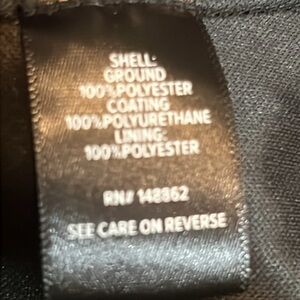 SHELL:
GROUND
100%POLYESTER
COATING
100%POLYURETHANE
LINING:
100%POLYESTER
RN# 148862
SEE CARE ON REVERSE